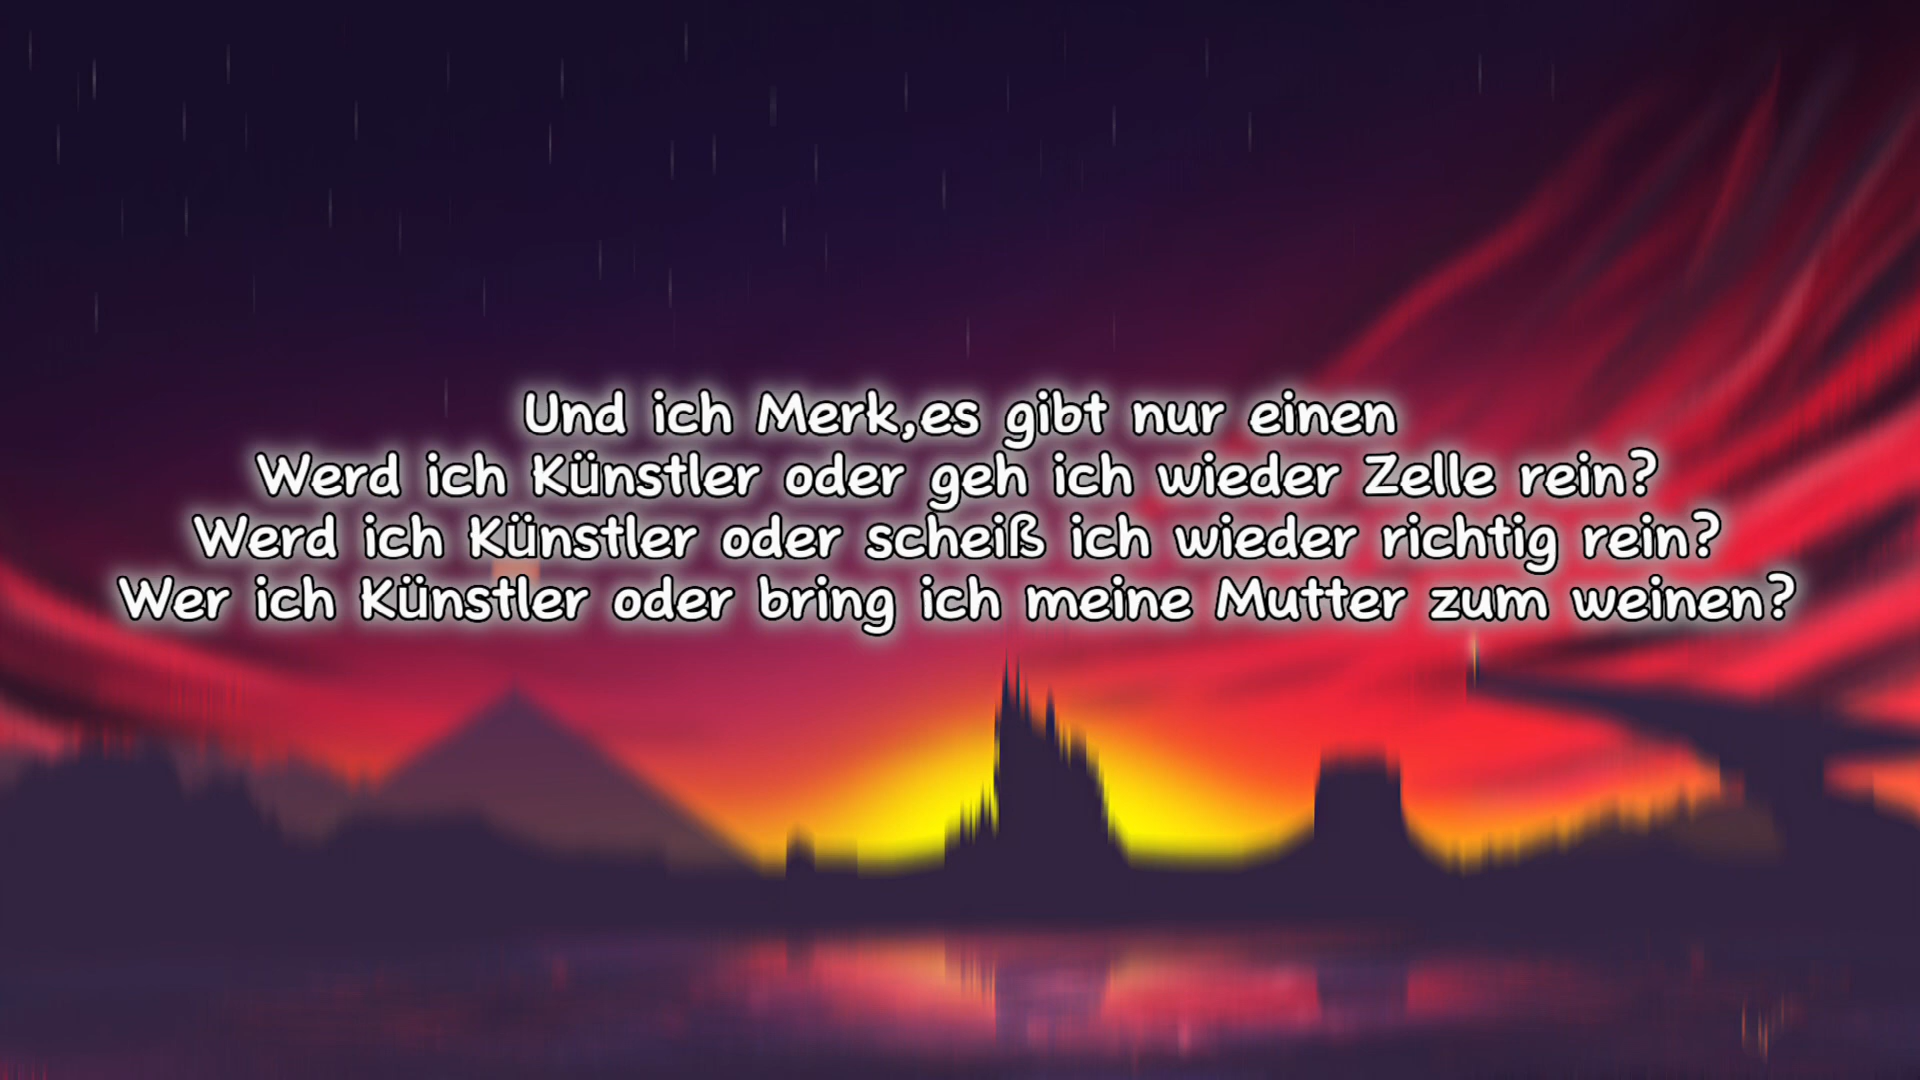 Und ich Merk,es gibt nur einen
Werd ich Künstler oder geh ich wieder Zelle rein?
Werd ich Künstler oder scheiß ich wieder richtig rein?
Wer ich Künstler oder bring ich meine Mutter zum weinen?